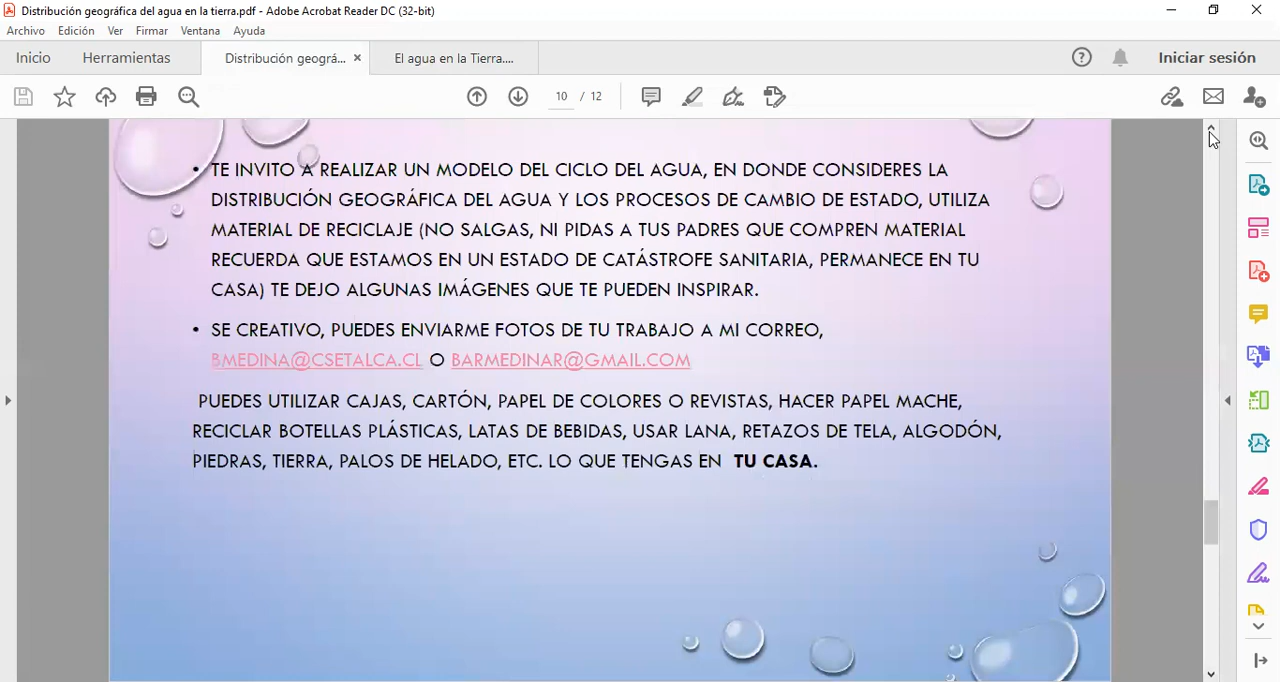 Distribución geográfica del agua en la tierra.pdf - Adobe Acrobat Reader DC (32-bit)
Archivo Edición Ver Firmar Ventana Ayuda
Inicio Herramientas Distribución geográ... × El agua en la Tierra.... Iniciar sesión
10 / 12
• TE INVITO A REALIZAR UN MODELO DEL CICLO DEL AGUA, EN DONDE CONSIDERES LA
DISTRIBUCIÓN GEOGRÁFICA DEL AGUA Y LOS PROCESOS DE CAMBIO DE ESTADO, UTILIZA
MATERIAL DE RECICLAJE (NO SALGAS, NI PIDAS A TUS PADRES QUE COMPREN MATERIAL
RECUERDA QUE ESTAMOS EN UN ESTADO DE CATÁSTROFE SANITARIA, PERMANECE EN TU
CASA) TE DEJO ALGUNAS IMÁGENES QUE TE PUEDEN INSPIRAR.
• SE CREATIVO, PUEDES ENVIARME FOTOS DE TU TRABAJO A MI CORREO,
BMEDINA@CSETALCA.CL O BARMEDINAR@GMAIL.COM
PUEDES UTILIZAR CAJAS, CARTÓN, PAPEL DE COLORES O REVISTAS, HACER PAPEL MACHE,
RECICLAR BOTELLAS PLÁSTICAS, LATAS DE BEBIDAS, USAR LANA, RETAZOS DE TELA, ALGODÓN,
PIEDRAS, TIERRA, PALOS DE HELADO, ETC. LO QUE TENGAS EN TU CASA.